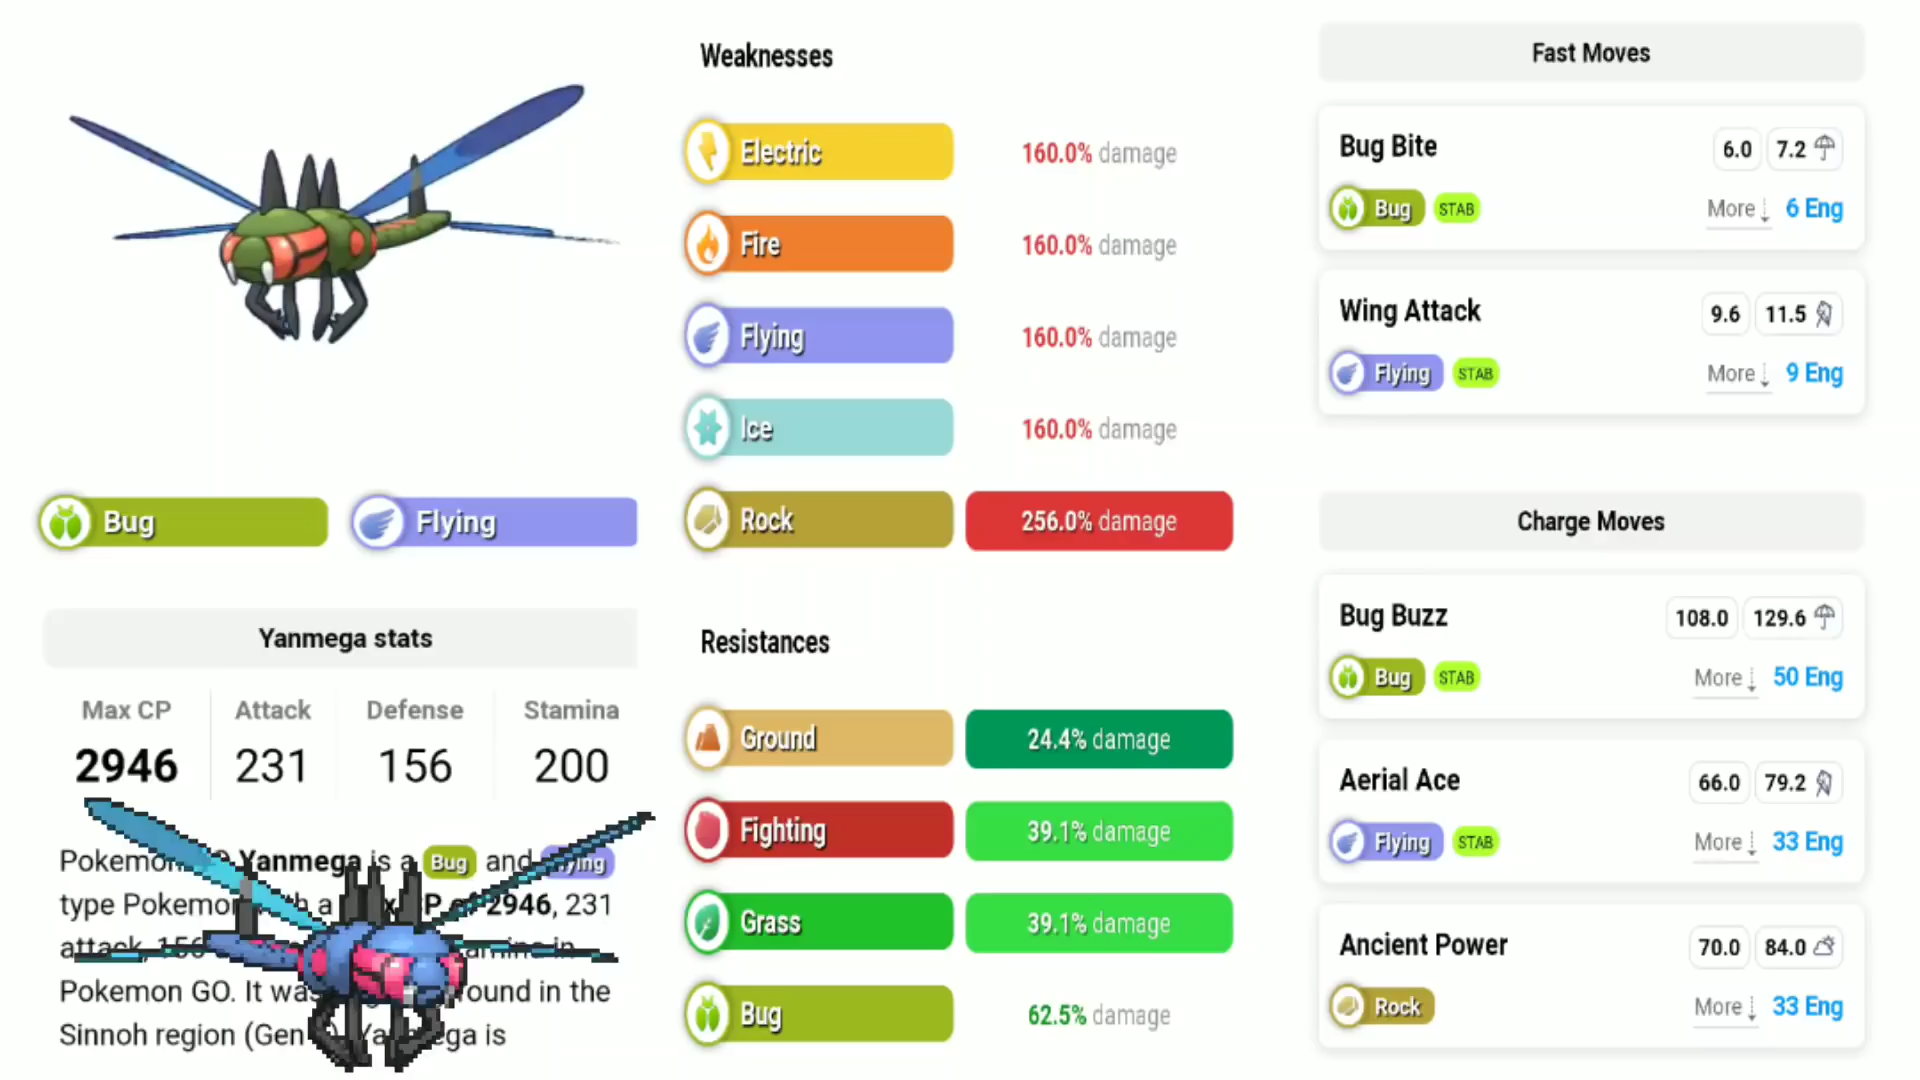 Bug
Flying
Yanmega stats
Max CP
Attack
Defense
Stamina
2946
231
156
200
Yanmega is a Bug and
type Pokemon 2946, 231
Pokemon GO. It was found in the
Sinnoh region (Gen is
Weaknesses
Electric 160.0% damage
Fire 160.0% damage
Flying 160.0% damage
Ice 160.0% damage
Rock 256.0% damage
Resistances
Ground 24.4% damage
Fighting 39.1% damage
Grass 39.1% damage
Bug 62.5% damage
Fast Moves
Bug Bite 6.0 7.2
Bug STAB More↓ 6 Eng
Wing Attack 9.6 11.5
Flying STAB More↓ 9 Eng
Charge Moves
Bug Buzz 108.0 129.6
Bug STAB More↓ 50 Eng
Aerial Ace 66.0 79.2
Flying STAB More↓ 33 Eng
Ancient Power 70.0 84.0
Rock More↓ 33 Eng